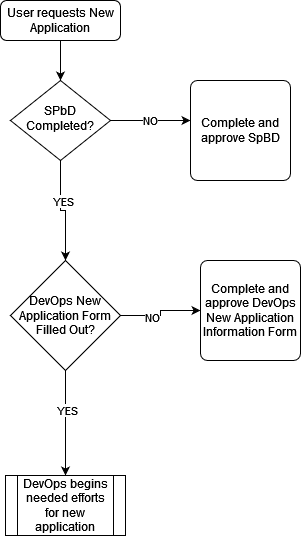 User requests New
Application
SPbD
Completed?
NO
Complete and
approve SpBD
YES
DevOps New
Application Form
Filled Out?
NO
Complete and
approve DevOps
New Application
Information Form
YES
DevOps begins
needed efforts
for new
application